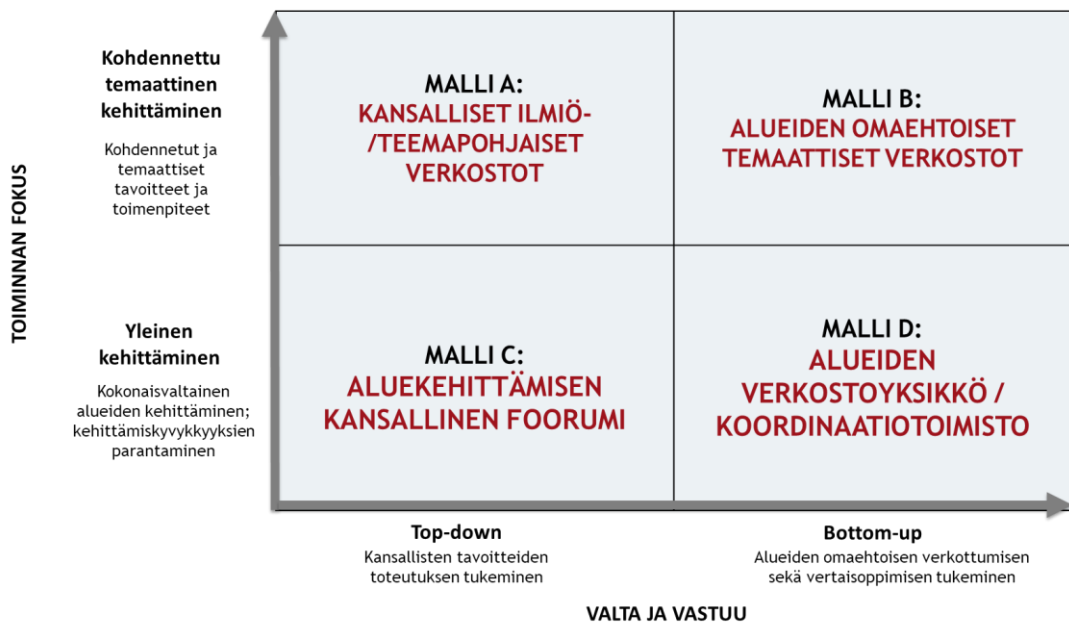 TOIMINNAN FOKUS
Kohdennettu
temaattinen
kehittäminen
Kohdennetut ja
temaattiset
tavoitteet ja
toimenpiteet
MALLI A:
KANSALLISET ILMIÖ-
/TEEMAPOHJAISET
VERKOSTOT
MALLI B:
ALUEIDEN OMAEHTOISET
TEMAATTISET VERKOSTOT
Yleinen
kehittäminen
Kokonaisvaltainen
alueiden kehittäminen;
kehittämiskyvykkyyksien
parantaminen
MALLI C:
ALUEKEHITTÄMISEN
KANSALLINEN FOORUMI
MALLI D:
ALUEIDEN
VERKOSTOYKSIKKÖ /
KOORDINAATIOTOIMISTO
Top-down
Kansallisten tavoitteiden
toteutuksen tukeminen
Bottom-up
Alueiden omaehtoisen verkottumisen
sekä vertaisoppimisen tukeminen
VALTA JA VASTUU